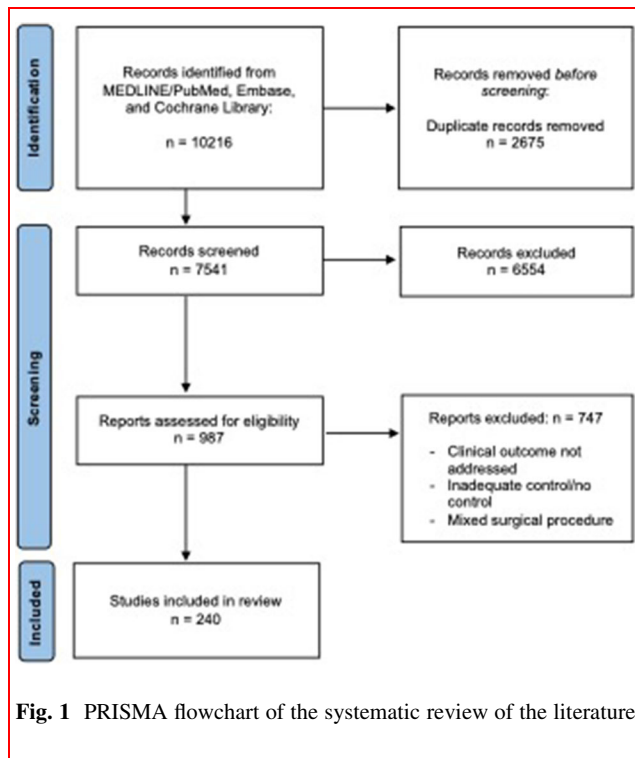 Identification
Records identified from
MEDLINE/PubMed, Embase,
and Cochrane Library:
n = 10216
Records removed before
screening:
Duplicate records removed
n = 2675
Screening
Records screened
n = 7541
Records excluded
n = 6554
Reports assessed for eligibility
n = 987
Reports excluded: n = 747
- Clinical outcome not
addressed
- Inadequate control/no
control
- Mixed surgical procedure
Included
Studies included in review
n = 240
Fig. 1 PRISMA flowchart of the systematic review of the literature